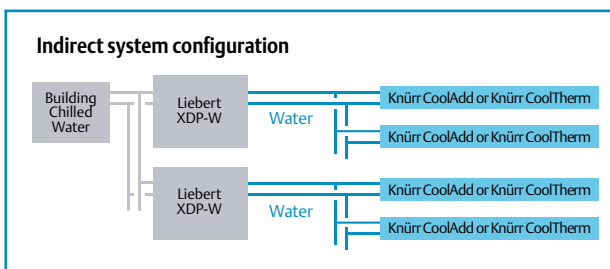 Indirect system configuration
Building
Chilled
Water
Liebert
XDP-W
Water
Knürr CoolAdd or Knürr CoolTherm
Knürr CoolAdd or Knürr CoolTherm
Liebert
XDP-W
Water
Knürr CoolAdd or Knürr CoolTherm
Knürr CoolAdd or Knürr CoolTherm